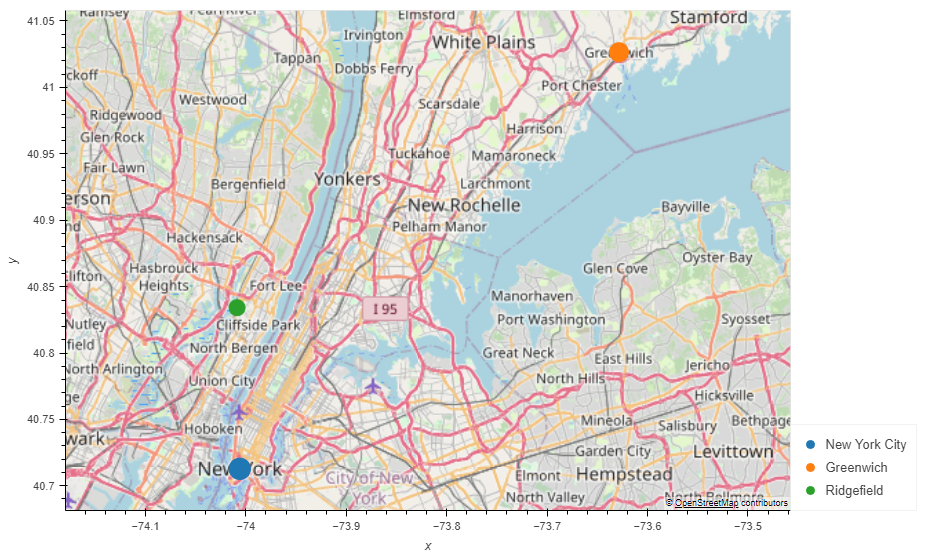 41.05
41
40.95
40.9
40.85
40.8
40.75
40.7
y
−74.1
−74
−73.9
−73.8
−73.7
−73.6
−73.5
x
Ramsey
Elmsford
Stamford
Irvington
White Plains
Greenwich
Tappan
Dobbs Ferry
ckoff
Port Chester
Westwood
Scarsdale
Ridgewood
Harrison
Glen Rock
Tuckahoe
Mamaroneck
Fair Lawn
Bergenfield
Yonkers
Larchmont
erson
New Rochelle
Bayville
nd
Pelham Manor
Hackensack
Oyster Bay
lifton
Hasbrouck
Heights
Glen Cove
Fort Lee
Manorhaven
I 95
Nutley
Cliffside Park
Port Washington
Syosset
field
North Bergen
Great Neck
East Hills
Jericho
North Arlington
Union City
North Hills
Hicksville
ge
Hoboken
Mineola
Salisbury
Bethpage
wark
Garden City
Levittown
New York
City of New
York
Elmont
Hempstead
North Valley
North Bellmore
© OpenStreetMap contributors
New York City
Greenwich
Ridgefield